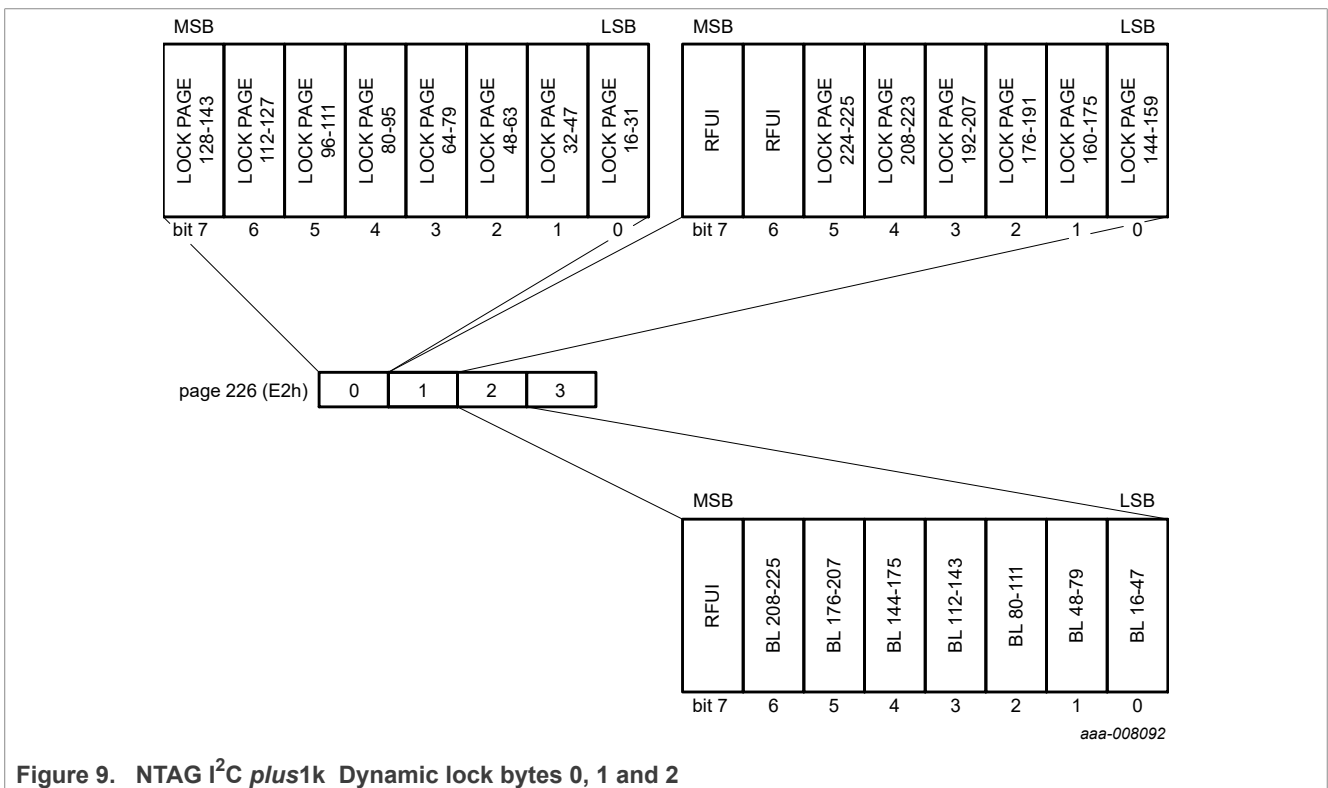 MSB LSB MSB LSB
LOCK PAGE
128-143
LOCK PAGE
112-127
LOCK PAGE
96-111
LOCK PAGE
80-95
LOCK PAGE
64-79
LOCK PAGE
48-63
LOCK PAGE
32-47
LOCK PAGE
16-31
RFUI
RFUI
LOCK PAGE
224-225
LOCK PAGE
208-223
LOCK PAGE
192-207
LOCK PAGE
176-191
LOCK PAGE
160-175
LOCK PAGE
144-159
bit 7 6 5 4 3 2 1 0 bit 7 6 5 4 3 2 1 0
page 226 (E2h) 0 1 2 3
MSB LSB
RFUI
BL 208-225
BL 176-207
BL 144-175
BL 112-143
BL 80-111
BL 48-79
BL 16-47
bit 7 6 5 4 3 2 1 0
aaa-008092
Figure 9. NTAG I²C plus1k Dynamic lock bytes 0, 1 and 2